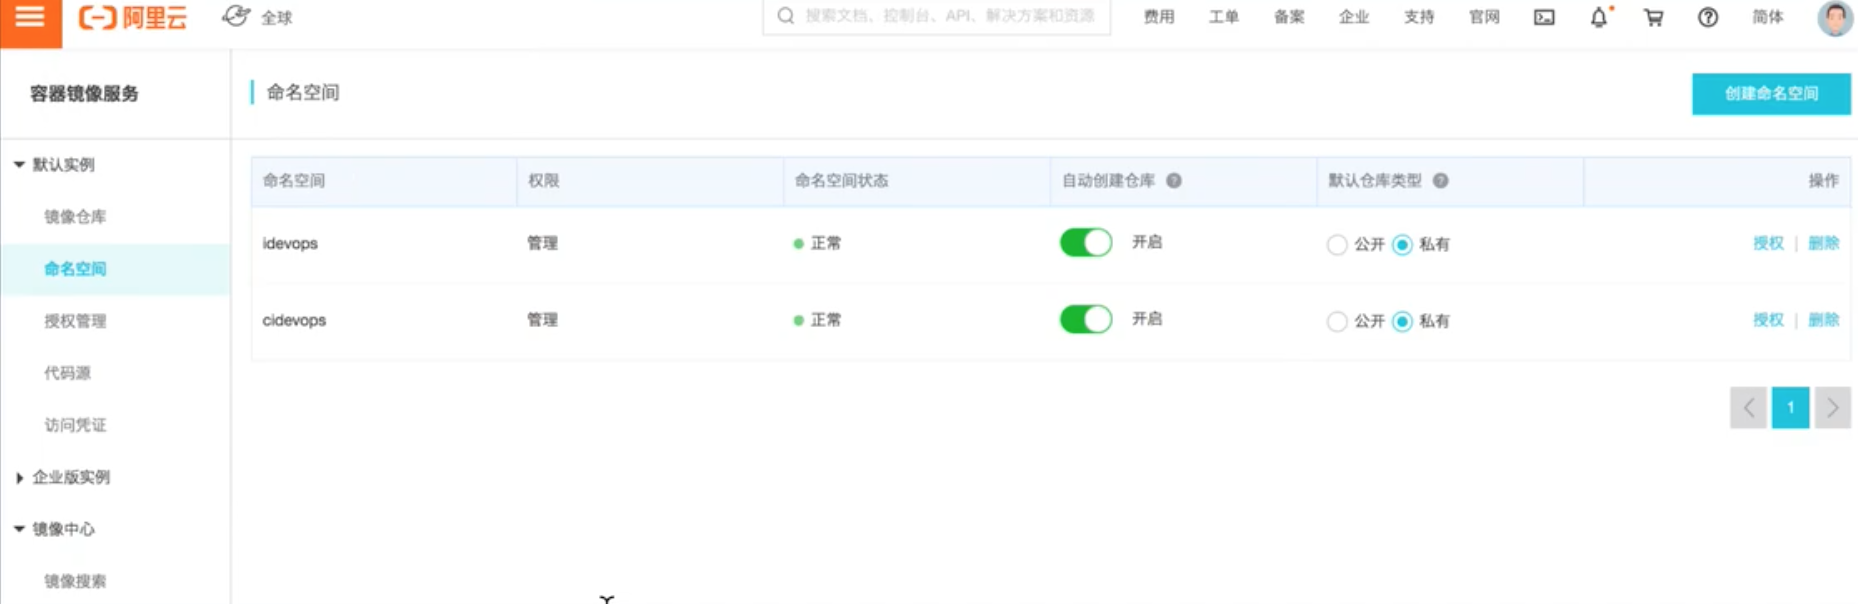 阿里云 全球 搜索文档、控制台、API、解决方案和资源 费用 工单 备案 企业 支持 官网 简体
容器镜像服务
命名空间 创建命名空间
默认实例
镜像仓库
命名空间
授权管理
代码源
访问凭证
企业版实例
镜像中心
镜像搜索
命名空间 权限 命名空间状态 自动创建仓库 默认仓库类型 操作
idevops 管理 正常 开启 公开 私有 授权 | 删除
cidevops 管理 正常 开启 公开 私有 授权 | 删除
1